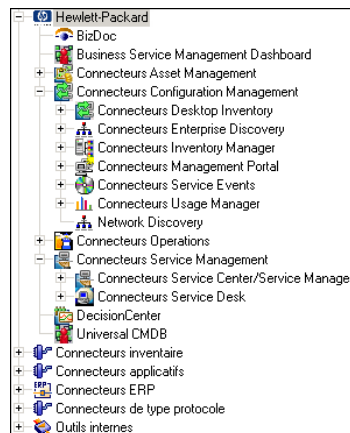 Hewlett-Packard
BizDoc
Business Service Management Dashboard
Connecteurs Asset Management
Connecteurs Configuration Management
Connecteurs Desktop Inventory
Connecteurs Enterprise Discovery
Connecteurs Inventory Manager
Connecteurs Management Portal
Connecteurs Service Events
Connecteurs Usage Manager
Network Discovery
Connecteurs Operations
Connecteurs Service Management
Connecteurs Service Center/Service Manage
Connecteurs Service Desk
DecisionCenter
Universal CMDB
Connecteurs inventaire
Connecteurs applicatifs
ERP Connecteurs ERP
Connecteurs de type protocole
Outils internes